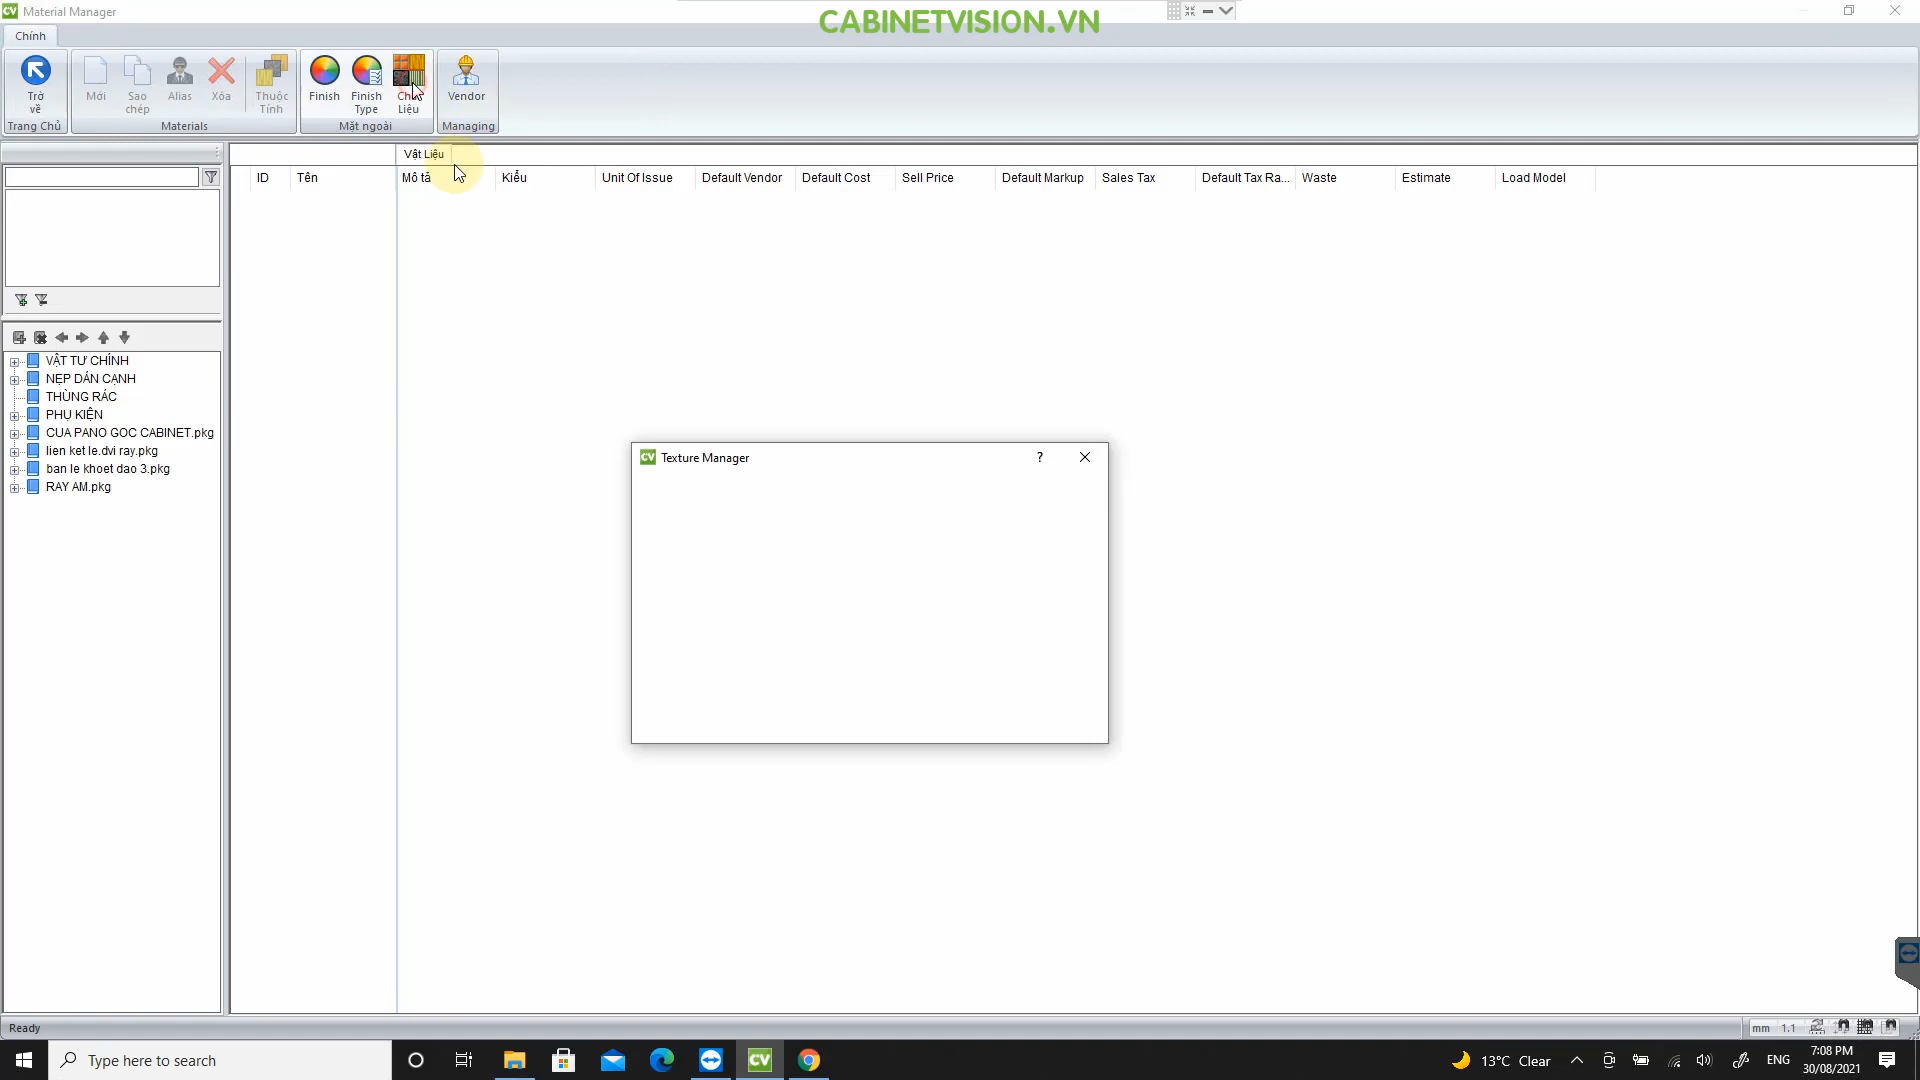 CV Material Manager
CABINETVISION.VN
Chính
Trở về
Mới
Sao chép
Alias
Xóa
Thuộc Tính
Finish
Finish Type
Liệu
Vendor
Trang Chủ
Materials
Mặt ngoài
Managing
Vật Liệu
ID
Tên
Mô tả
Kiểu
Unit Of Issue
Default Vendor
Default Cost
Sell Price
Default Markup
Sales Tax
Default Tax Ra...
Waste
Estimate
Load Model
VẬT TƯ CHÍNH
NẸP DÁN CẠNH
THÙNG RÁC
PHỤ KIỆN
CUA PANO GOC CABINET.pkg
lien ket le.dvi ray.pkg
ban le khoet dao 3.pkg
RAY AM.pkg
CV Texture Manager
?
Ready
mm
1.1
Type here to search
CV
13°C Clear
ENG
7:08 PM
30/08/2021